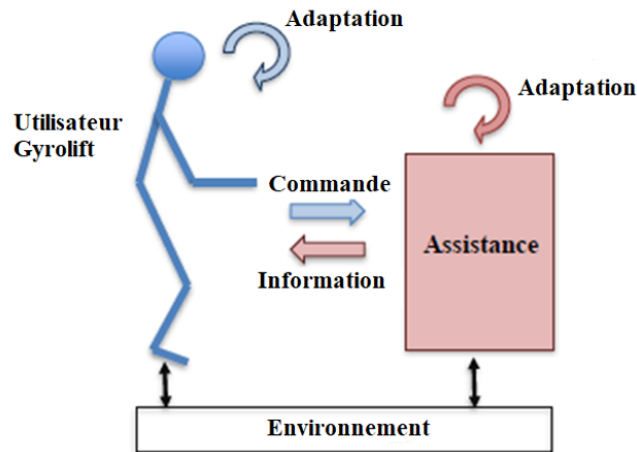 Adaptation
Adaptation
Utilisateur
Gyrolift
Commande
Assistance
Information
Environnement